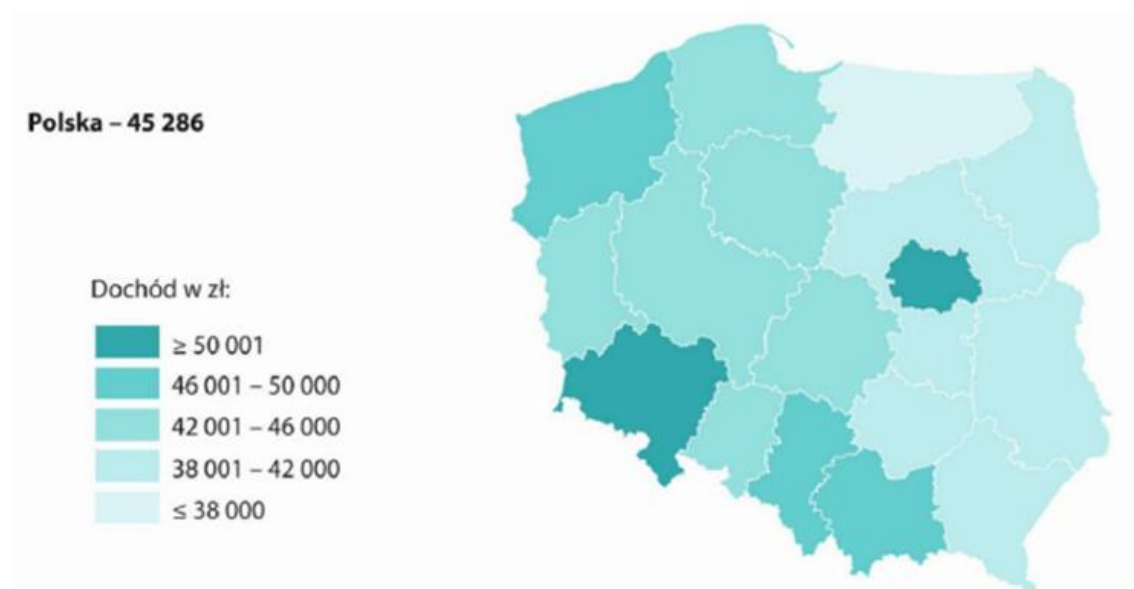 Polska – 45 286
Dochód w zł:
≥ 50 001
46 001 – 50 000
42 001 – 46 000
38 001 – 42 000
≤ 38 000